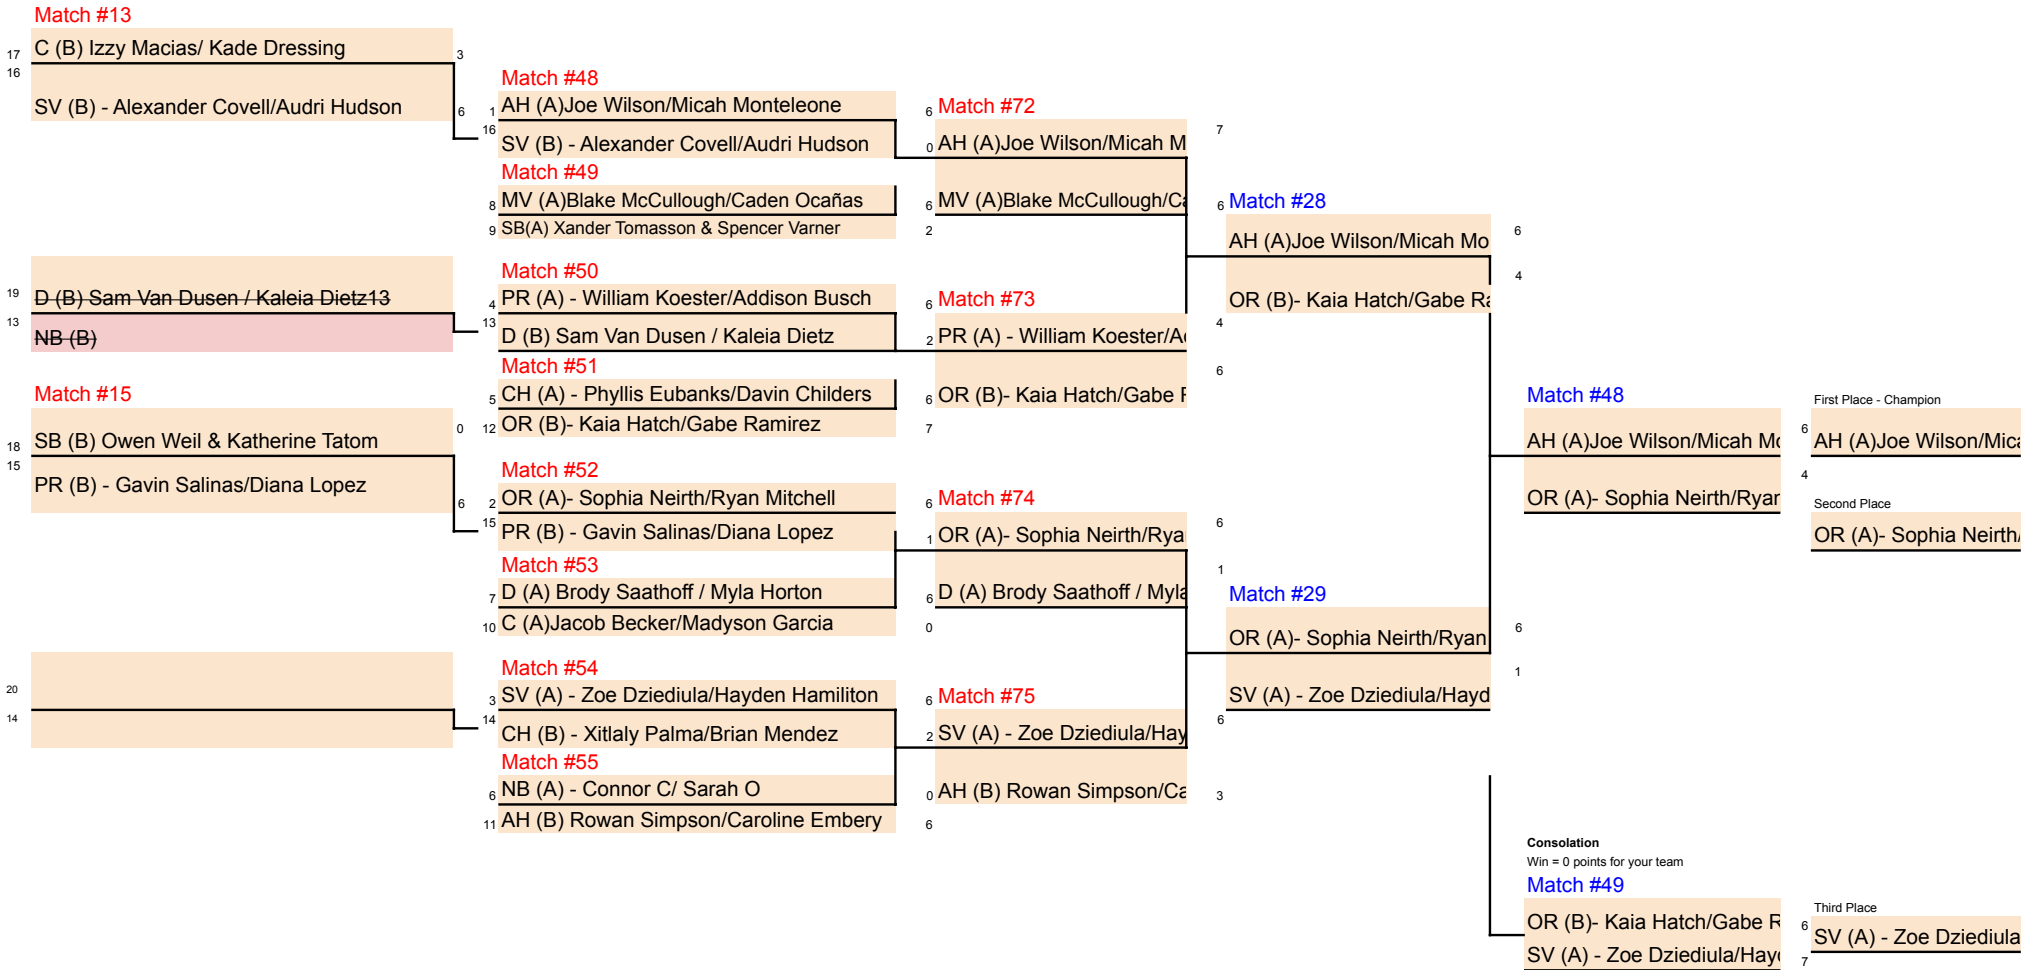 Match #13
17 C (B) Izzy Macias/ Kade Dressing 3
16
SV (B) - Alexander Covell/Audri Hudson 6
19 D (B) Sam Van Dusen / Kaleia Dietz13
13 NB (B)
Match #15
18 SB (B) Owen Weil & Katherine Tatom 0
15 PR (B) - Gavin Salinas/Diana Lopez 6
20
14
Match #48
1 AH (A)Joe Wilson/Micah Monteleone 6
16 SV (B) - Alexander Covell/Audri Hudson 0
Match #49
8 MV (A)Blake McCullough/Caden Ocañas 6
9 SB(A) Xander Tomasson & Spencer Varner 2
Match #50
4 PR (A) - William Koester/Addison Busch 6
13 D (B) Sam Van Dusen / Kaleia Dietz 2
Match #51
5 CH (A) - Phyllis Eubanks/Davin Childers 6
12 OR (B)- Kaia Hatch/Gabe Ramirez 7
Match #52
2 OR (A)- Sophia Neirth/Ryan Mitchell 6
15 PR (B) - Gavin Salinas/Diana Lopez 1
Match #53
7 D (A) Brody Saathoff / Myla Horton 6
10 C (A)Jacob Becker/Madyson Garcia 0
Match #54
3 SV (A) - Zoe Dziediula/Hayden Hamiliton 6
14 CH (B) - Xitlaly Palma/Brian Mendez 2
Match #55
6 NB (A) - Connor C/ Sarah O 0
11 AH (B) Rowan Simpson/Caroline Embery 6
Match #72
AH (A)Joe Wilson/Micah M 7
MV (A)Blake McCullough/Ca 6
Match #73
PR (A) - William Koester/A 4
OR (B)- Kaia Hatch/Gabe 6
Match #74
OR (A)- Sophia Neirth/Rya 6
D (A) Brody Saathoff / Myla 1
Match #75
SV (A) - Zoe Dziediula/Hay 6
AH (B) Rowan Simpson/Ca 3
Match #28
AH (A)Joe Wilson/Micah Mo 6
OR (B)- Kaia Hatch/Gabe Ra 4
Match #29
OR (A)- Sophia Neirth/Ryan 6
SV (A) - Zoe Dziediula/Hayd 1
Match #48
AH (A)Joe Wilson/Micah Mo 6
OR (A)- Sophia Neirth/Ryan 4
First Place - Champion
AH (A)Joe Wilson/Mica
Second Place
OR (A)- Sophia Neirth/
Consolation
Win = 0 points for your team
Match #49
OR (B)- Kaia Hatch/Gabe R 6
SV (A) - Zoe Dziediula/Hay 7
Third Place
SV (A) - Zoe Dziediula